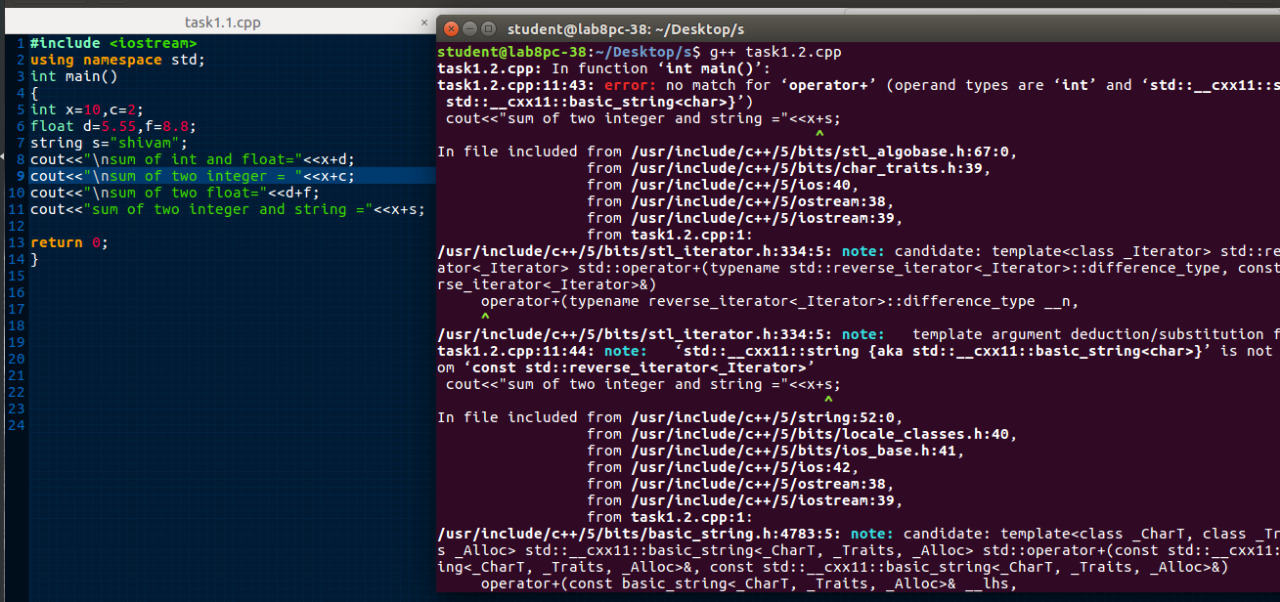 task1.1.cpp ×
1 #include <iostream>
2 using namespace std;
3 int main()
4 {
5 int x=10,c=2;
6 float d=5.55,f=8.8;
7 string s="shivam";
8 cout<<"\nsum of int and float="<<x+d;
9 cout<<"\nsum of two integer = "<<x+c;
10 cout<<"\nsum of two float="<<d+f;
11 cout<<"sum of two integer and string ="<<x+s;
12
13 return 0;
14 }
15
16
17
18
19
20
21
22
23
24
student@lab8pc-38: ~/Desktop/s
student@lab8pc-38:~/Desktop/s$ g++ task1.2.cpp
task1.2.cpp: In function ‘int main()’:
task1.2.cpp:11:43: error: no match for ‘operator+’ (operand types are ‘int’ and ‘std::__cxx11::s
std::__cxx11::basic_string<char>}’)
cout<<"sum of two integer and string ="<<x+s;
^
In file included from /usr/include/c++/5/bits/stl_algobase.h:67:0,
from /usr/include/c++/5/bits/char_traits.h:39,
from /usr/include/c++/5/ios:40,
from /usr/include/c++/5/ostream:38,
from /usr/include/c++/5/iostream:39,
from task1.2.cpp:1:
/usr/include/c++/5/bits/stl_iterator.h:334:5: note: candidate: template<class _Iterator> std::re
ator<_Iterator> std::operator+(typename std::reverse_iterator<_Iterator>::difference_type, const
rse_iterator<_Iterator>&)
operator+(typename reverse_iterator<_Iterator>::difference_type __n,
^
/usr/include/c++/5/bits/stl_iterator.h:334:5: note: template argument deduction/substitution f
task1.2.cpp:11:44: note: ‘std::__cxx11::string {aka std::__cxx11::basic_string<char>}’ is not
om ‘const std::reverse_iterator<_Iterator>’
cout<<"sum of two integer and string ="<<x+s;
^
In file included from /usr/include/c++/5/string:52:0,
from /usr/include/c++/5/bits/locale_classes.h:40,
from /usr/include/c++/5/bits/ios_base.h:41,
from /usr/include/c++/5/ios:42,
from /usr/include/c++/5/ostream:38,
from /usr/include/c++/5/iostream:39,
from task1.2.cpp:1:
/usr/include/c++/5/bits/basic_string.h:4783:5: note: candidate: template<class _CharT, class _Tr
s _Alloc> std::__cxx11::basic_string<_CharT, _Traits, _Alloc> std::operator+(const std::__cxx11:
ing<_CharT, _Traits, _Alloc>&, const std::__cxx11::basic_string<_CharT, _Traits, _Alloc>&)
operator+(const basic_string<_CharT, _Traits, _Alloc>& __lhs,